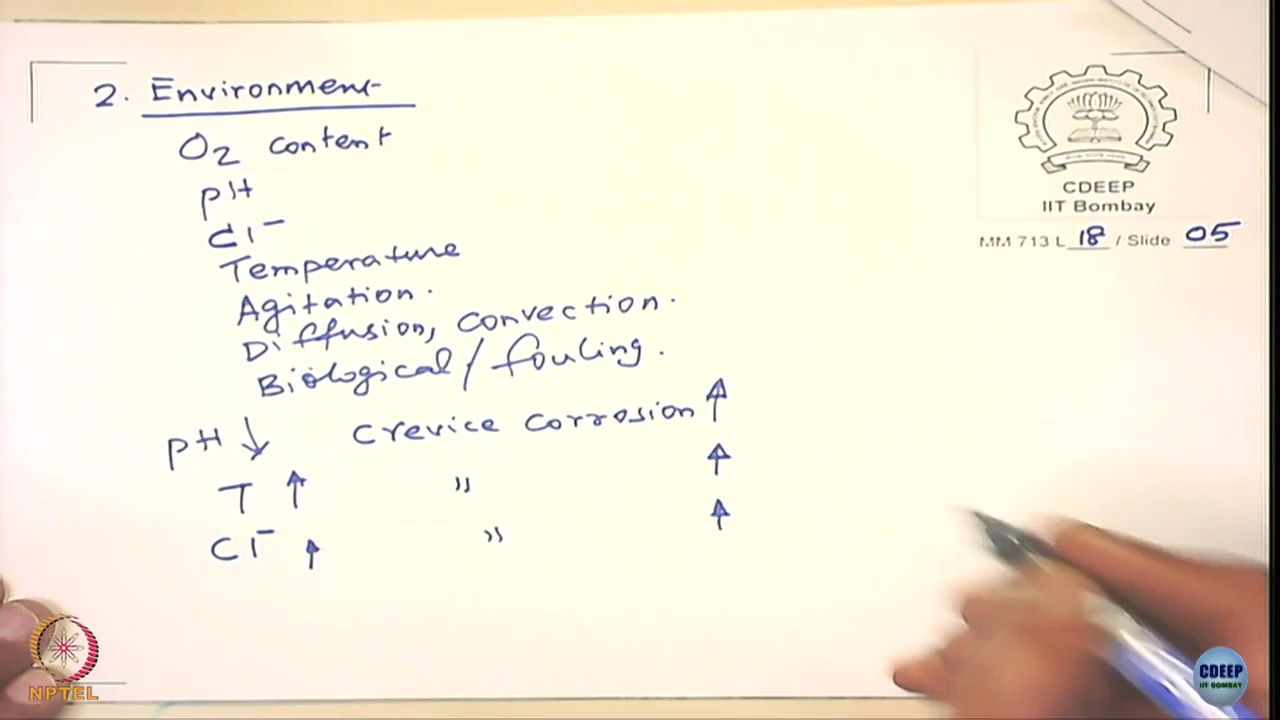 2. Environment
O2 content
pH
Cl⁻
Temperature
Agitation.
Diffusion, convection.
Biological / fouling.
pH ↓ crevice corrosion ↑
T ↑ " ↑
Cl⁻ ↑ " ↑
CDEEP
IIT Bombay
MM 713 L 18 / Slide 05
NPTEL
CDEEP
IIT BOMBAY